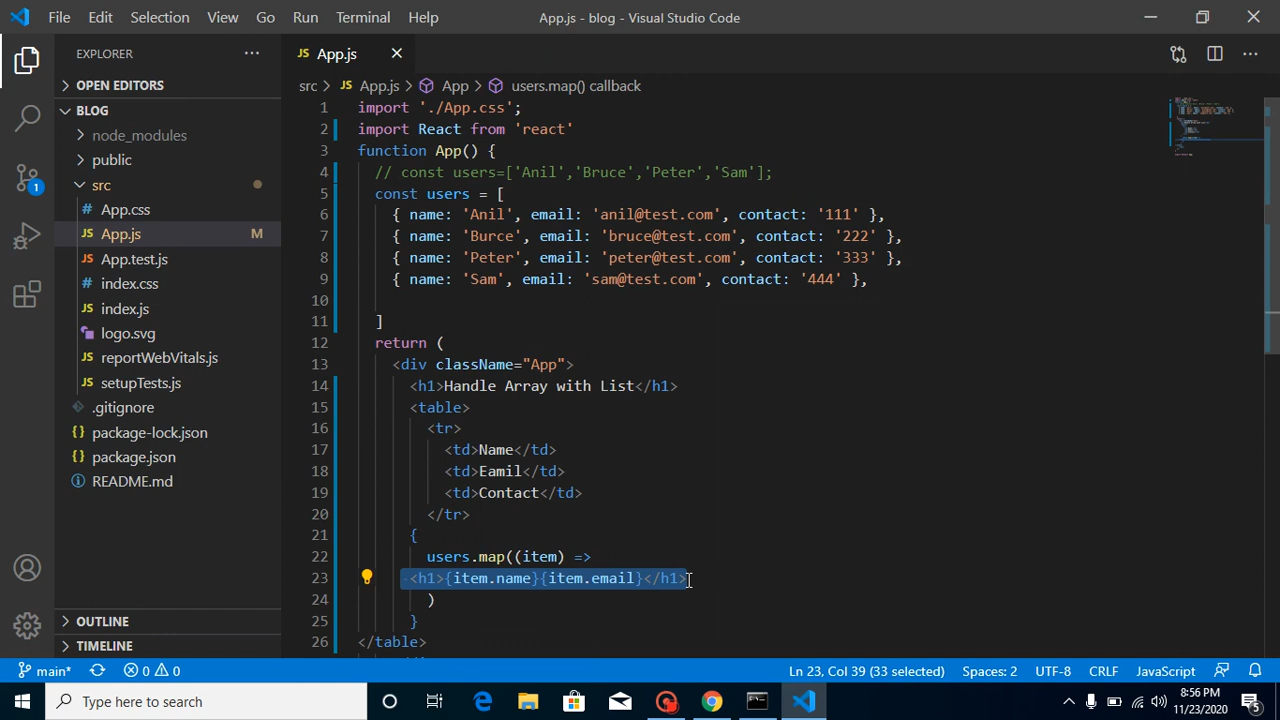 File Edit Selection View Go Run Terminal Help
App.js - blog - Visual Studio Code
EXPLORER
OPEN EDITORS
BLOG
node_modules
public
src
App.css
App.js M
App.test.js
index.css
index.js
logo.svg
reportWebVitals.js
setupTests.js
.gitignore
package-lock.json
package.json
README.md
OUTLINE
TIMELINE
1
JS App.js
src > JS App.js > App > users.map() callback
1 import './App.css';
2 import React from 'react'
3 function App() {
4 // const users=['Anil','Bruce','Peter','Sam'];
5 const users = [
6 { name: 'Anil', email: 'anil@test.com', contact: '111' },
7 { name: 'Burce', email: 'bruce@test.com', contact: '222' },
8 { name: 'Peter', email: 'peter@test.com', contact: '333' },
9 { name: 'Sam', email: 'sam@test.com', contact: '444' },
10
11 ]
12 return (
13 <div className="App">
14 <h1>Handle Array with List</h1>
15 <table>
16 <tr>
17 <td>Name</td>
18 <td>Eamil</td>
19 <td>Contact</td>
20 </tr>
21 {
22 users.map((item) =>
23 <h1>{item.name}{item.email}</h1>
24 )
25 }
26 </table>
main* 0 0
Ln 23, Col 39 (33 selected) Spaces: 2 UTF-8 CRLF JavaScript
Type here to search
8:56 PM
11/23/2020
5